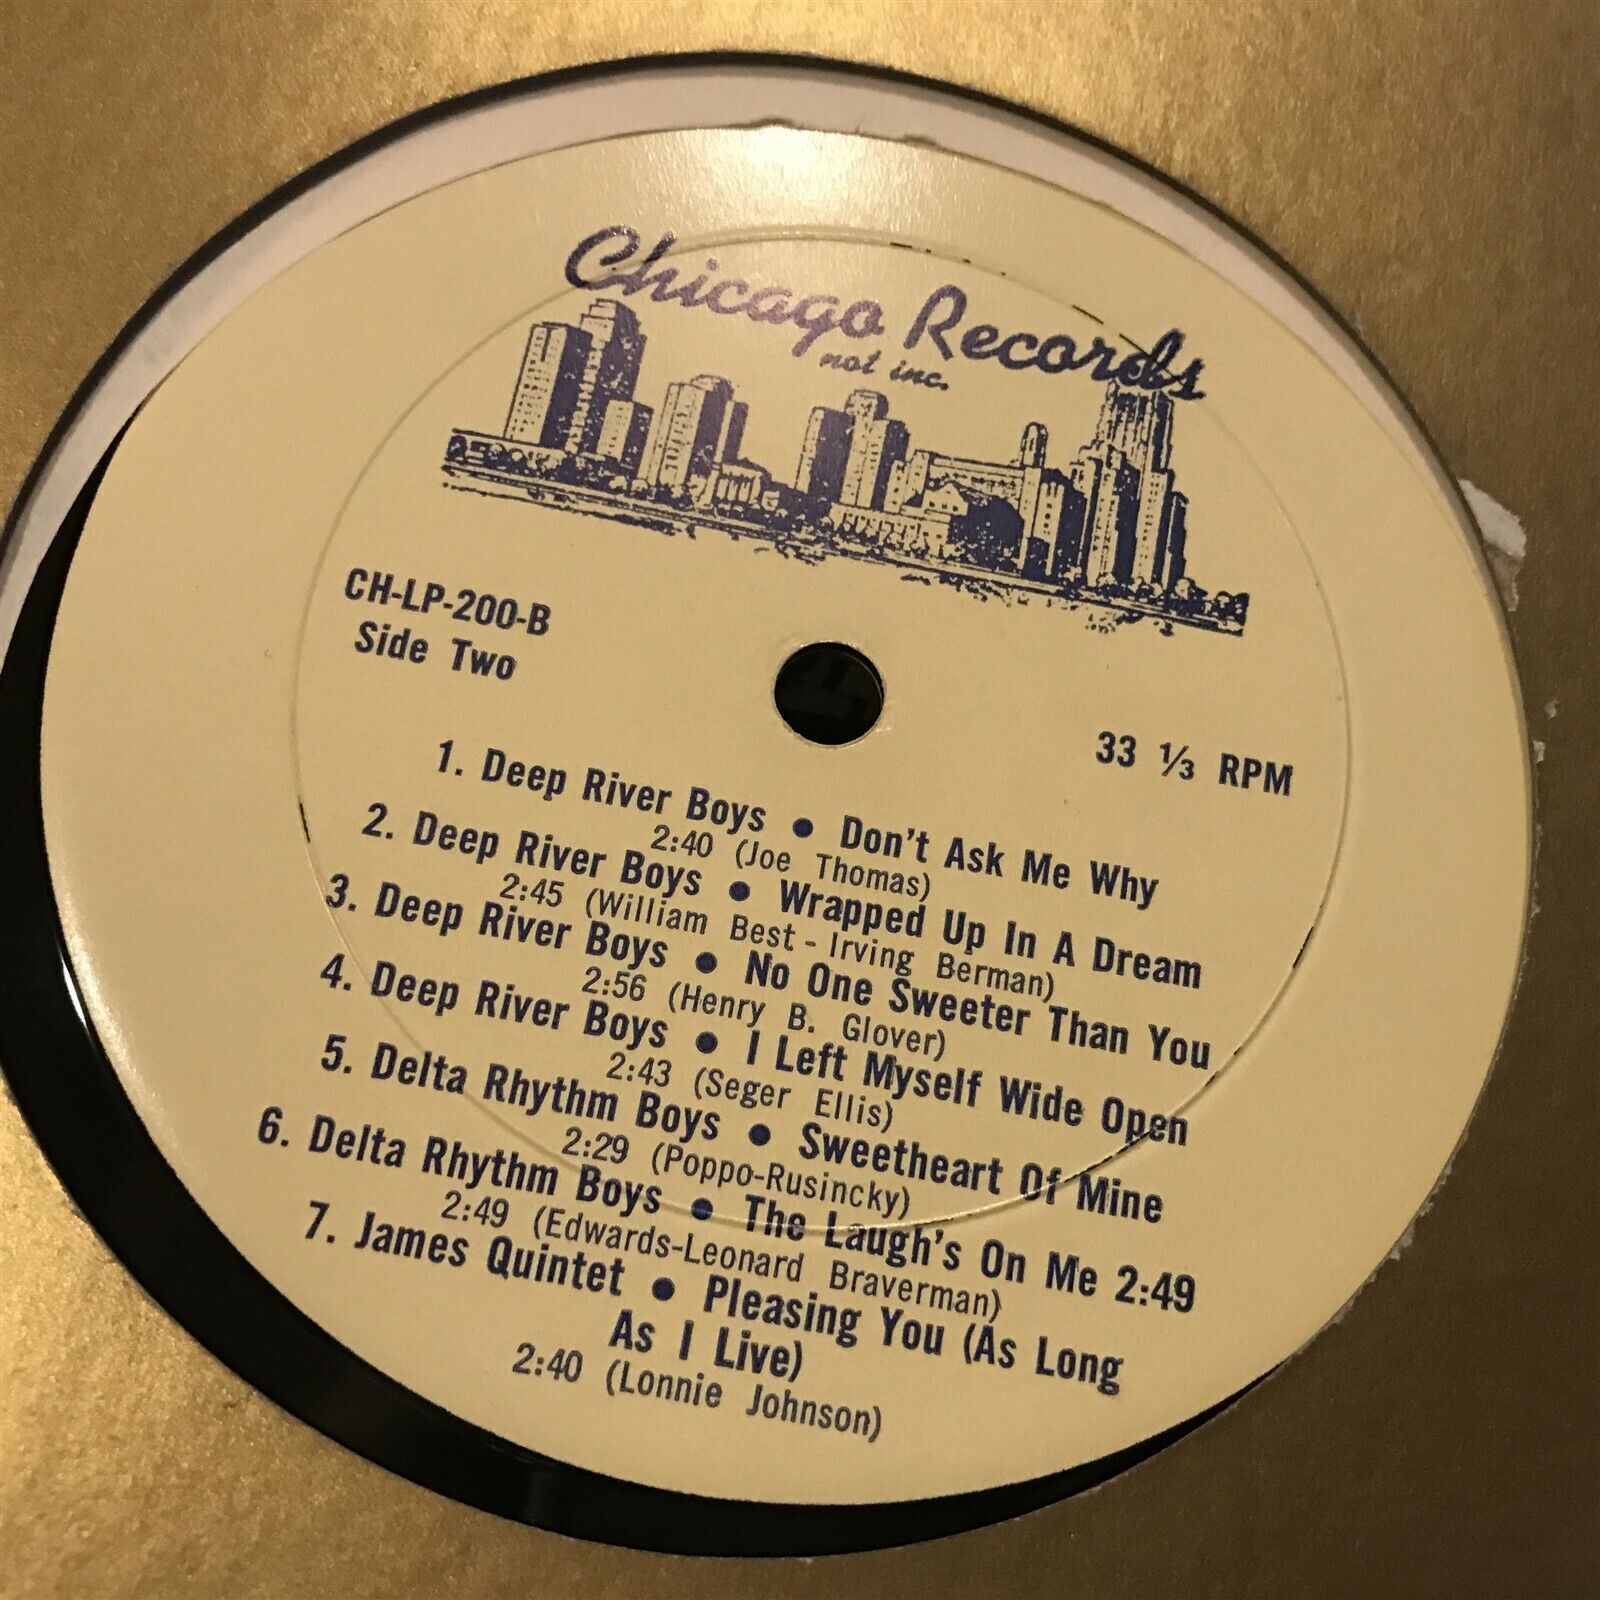 Chicago Records
not inc.
CH-LP-200-B
Side Two
33 ⅓ RPM
1. Deep River Boys • Don't Ask Me Why
2:40 (Joe Thomas)
2. Deep River Boys • Wrapped Up In A Dream
2:45 (William Best - Irving Berman)
3. Deep River Boys • No One Sweeter Than You
2:56 (Henry B. Glover)
4. Deep River Boys • I Left Myself Wide Open
2:43 (Seger Ellis)
5. Delta Rhythm Boys • Sweetheart Of Mine
2:29 (Poppo-Rusincky)
6. Delta Rhythm Boys • The Laugh's On Me 2:49
2:49 (Edwards-Leonard Braverman)
7. James Quintet • Pleasing You (As Long
As I Live)
2:40 (Lonnie Johnson)